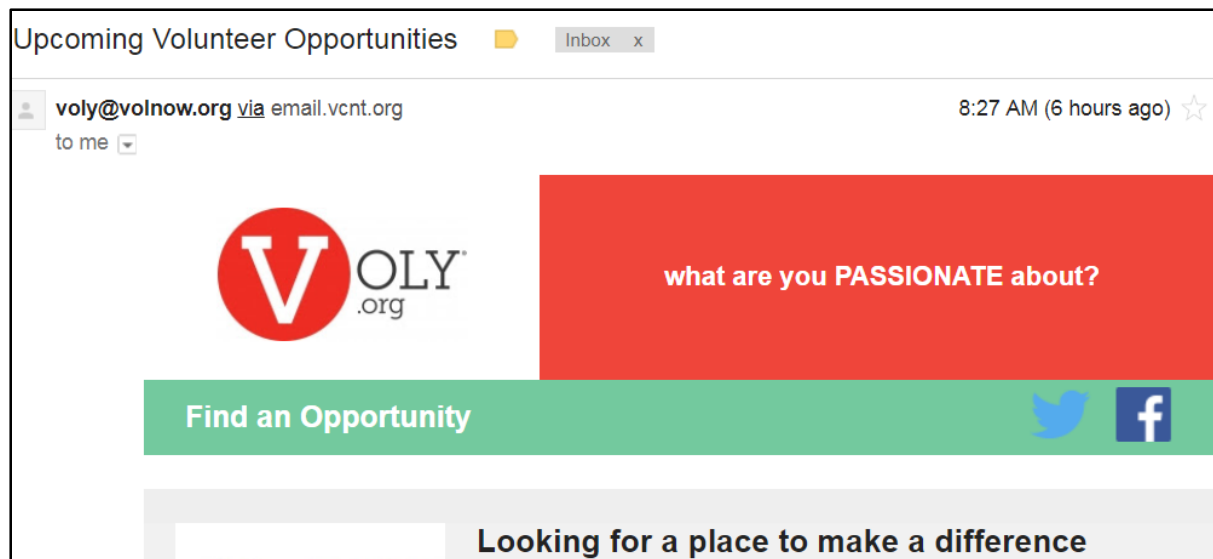 Upcoming Volunteer Opportunities Inbox x
voly@volnow.org via email.vcnt.org 8:27 AM (6 hours ago)
to me
VOLY
.org
what are you PASSIONATE about?
Find an Opportunity
Looking for a place to make a difference